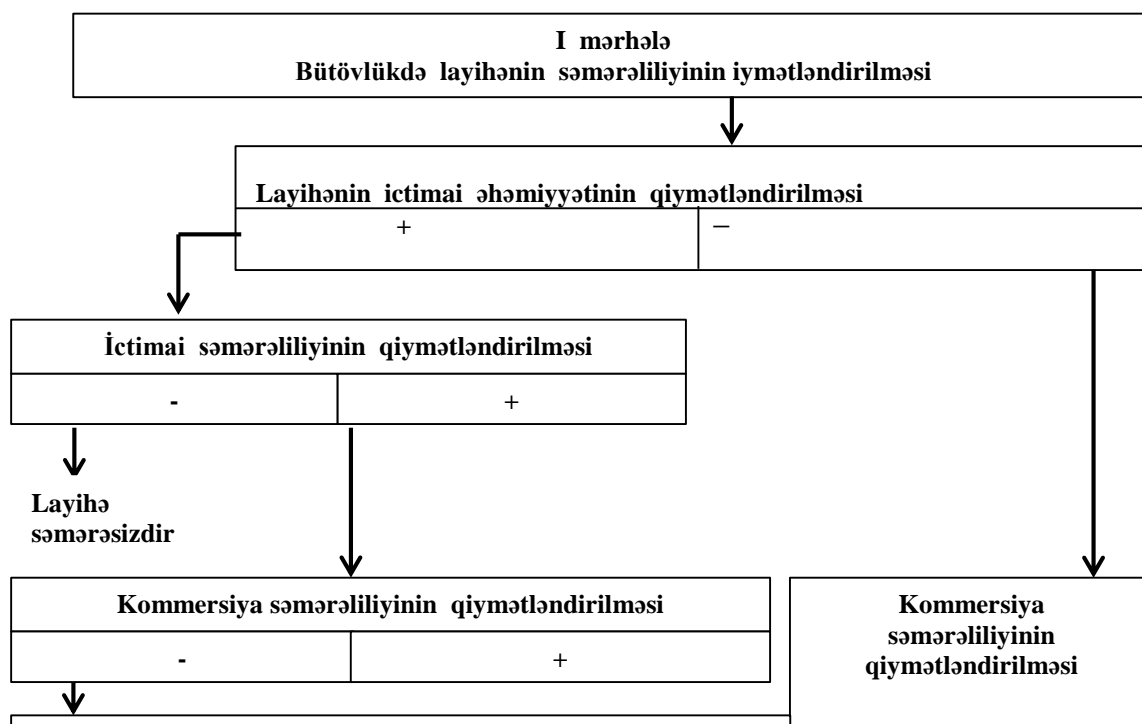 I mərhələ
Bütövlükdə layihənin səmərəliliyinin iymətləndirilməsi
Layihənin ictimai əhəmiyyətinin qiymətləndirilməsi
+ –
İctimai səmərəliliyinin qiymətləndirilməsi
- +
Layihə
səmərəsizdir
Kommersiya səmərəliliyinin qiymətləndirilməsi
- +
Kommersiya
səmərəliliyinin
qiymətləndirilməsi